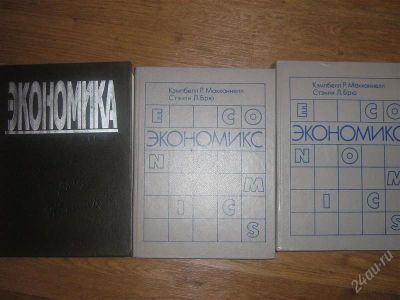 ЭКОНОМИКА
Кэмпбелл Р. Макконнелл
Стэнли Л. Брю
E C O
ЭКОНОМИКС
N O M
I C S
Кэмпбелл Р. Макконнелл
Стэнли Л. Брю
E C O
ЭКОНОМИКС
N O M
I C S
24au.ru